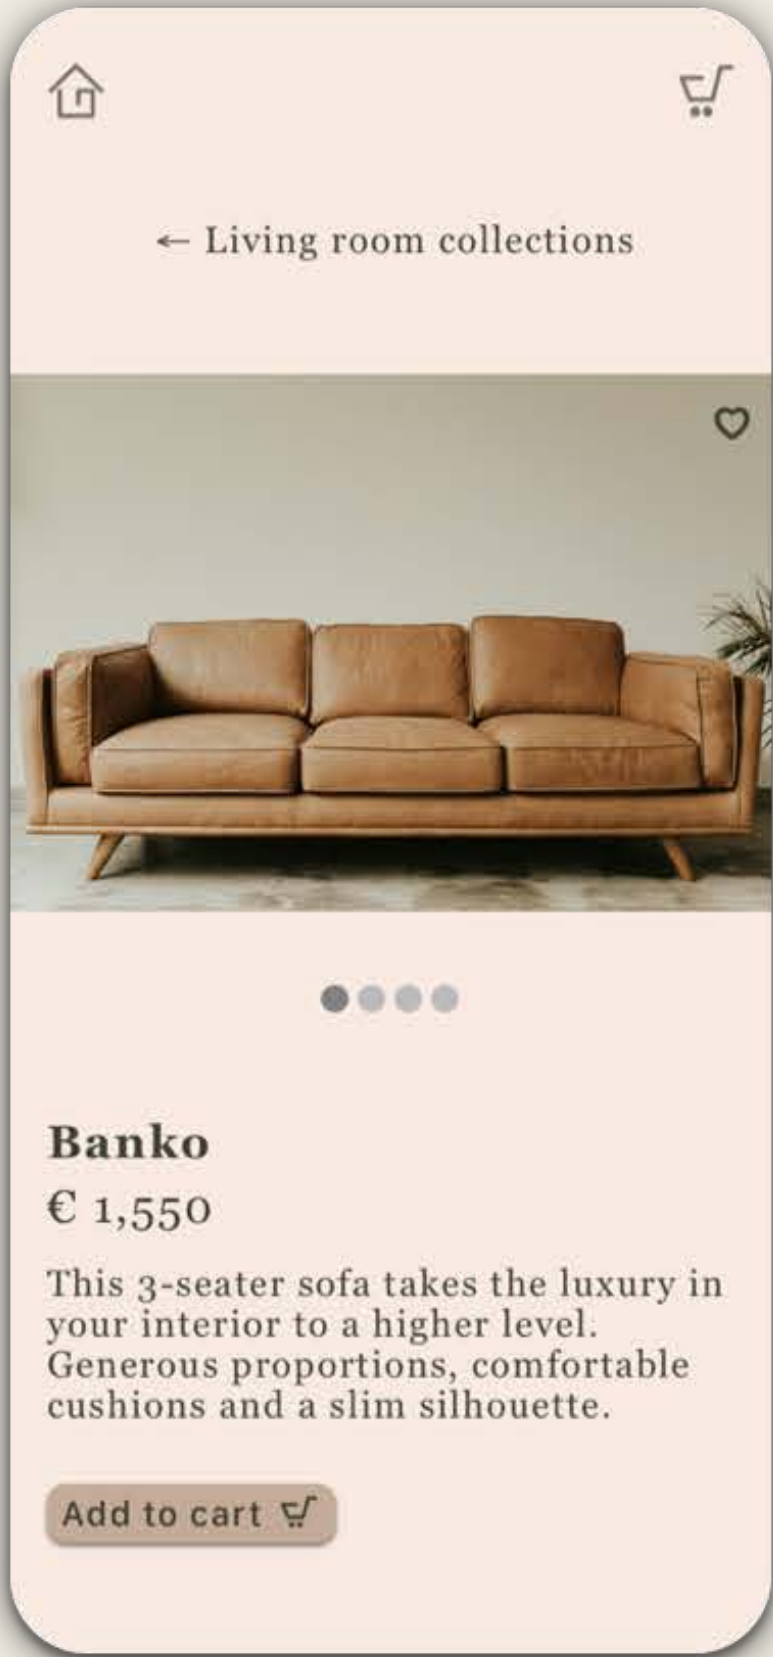 ← Living room collections
Banko
€ 1,550
This 3-seater sofa takes the luxury in
your interior to a higher level.
Generous proportions, comfortable
cushions and a slim silhouette.
Add to cart